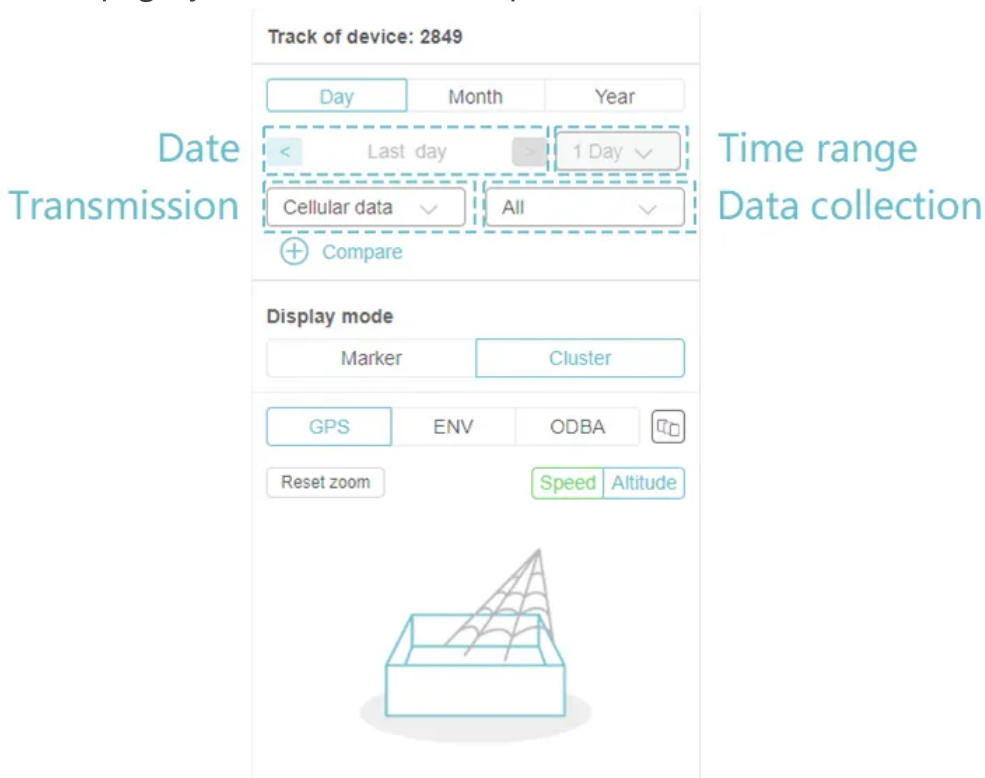 Track of device: 2849
Day Month Year
Date < Last day > 1 Day Time range
Transmission Cellular data All Data collection
Compare
Display mode
Marker Cluster
GPS ENV ODBA
Reset zoom Speed Altitude